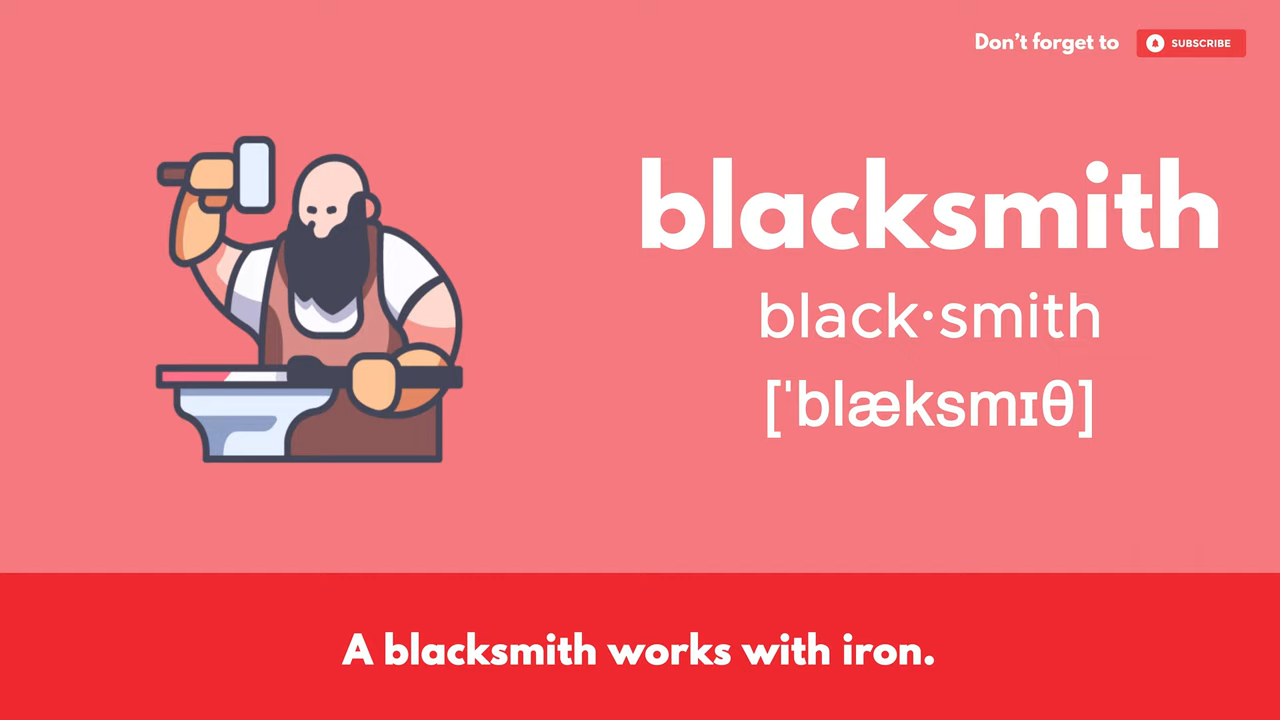 Don't forget to SUBSCRIBE
blacksmith
black·smith
[ˈblæksmɪθ]
A blacksmith works with iron.